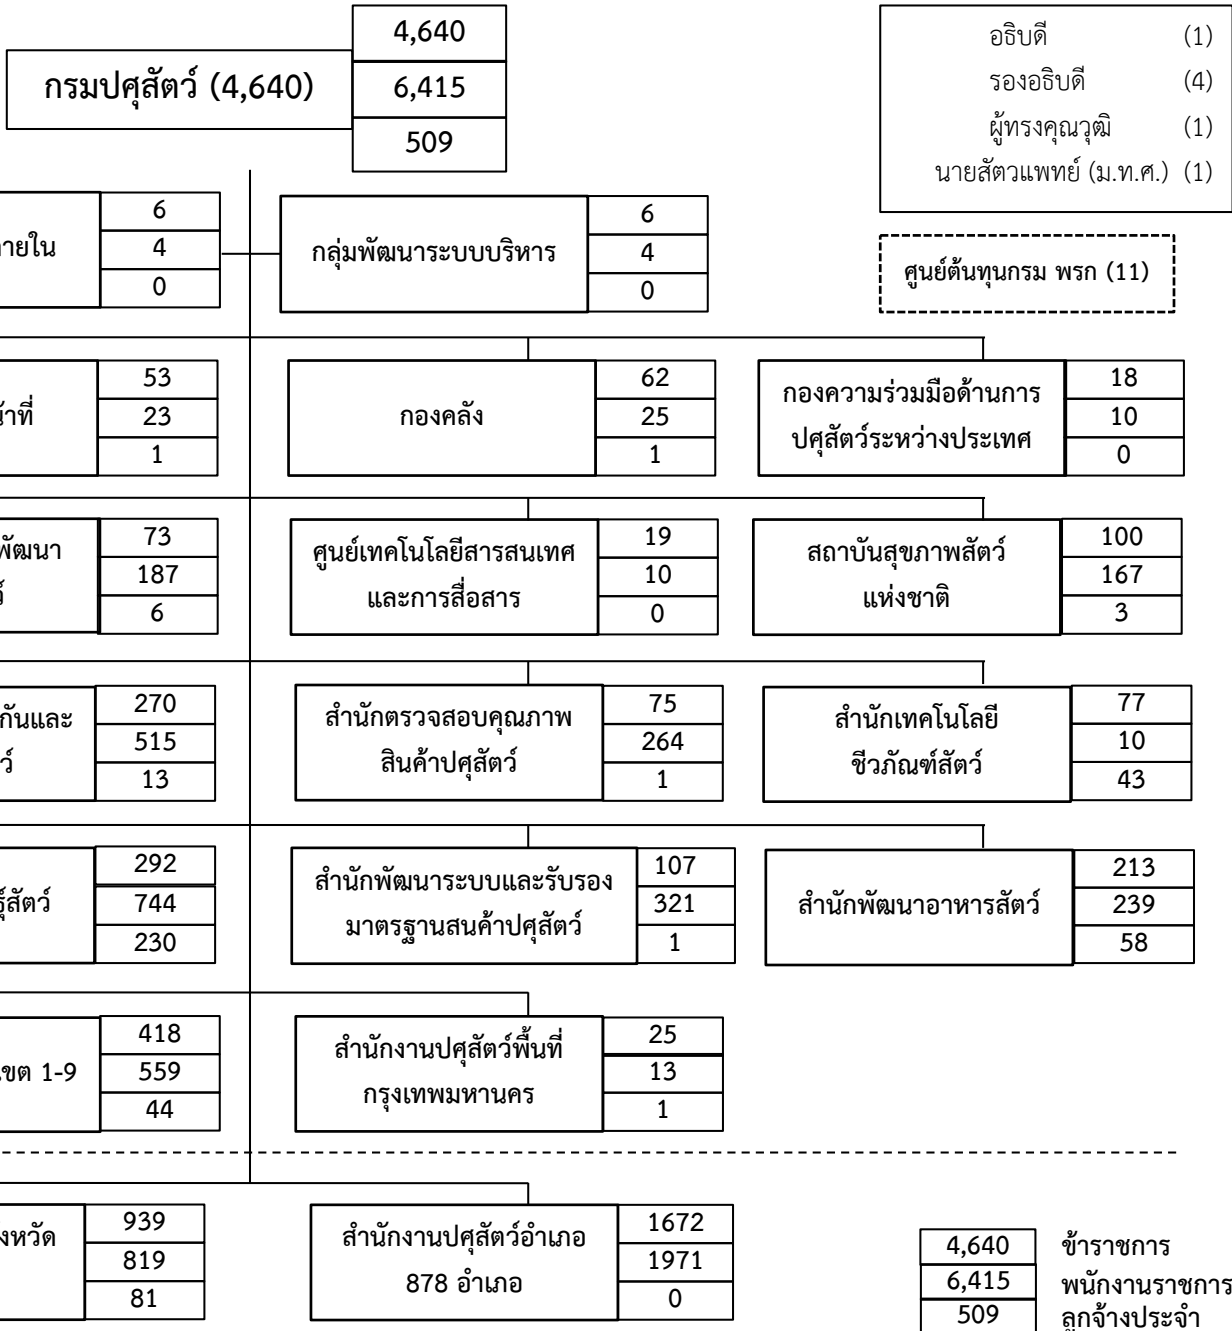 4,640
กรมปศุสัตว์ (4,640)
6,415
509
อธิบดี (1)
รองอธิบดี (4)
ผู้ทรงคุณวุฒิ (1)
นายสัตวแพทย์ (ม.ท.ศ.) (1)
ศูนย์ต้นทุนกรม พรก (11)
ายใน
6
4
0
กลุ่มพัฒนาระบบบริหาร
6
4
0
น้าที่
53
23
1
กองคลัง
62
25
1
กองความร่วมมือด้านการ
ปศุสัตว์ระหว่างประเทศ
18
10
0
พัฒนา
ว์
73
187
6
ศูนย์เทคโนโลยีสารสนเทศ
และการสื่อสาร
19
10
0
สถาบันสุขภาพสัตว์
แห่งชาติ
100
167
3
กันและ
ว์
270
515
13
สำนักตรวจสอบคุณภาพ
สินค้าปศุสัตว์
75
264
1
สำนักเทคโนโลยี
ชีวภัณฑ์สัตว์
77
10
43
ธุ์สัตว์
292
744
230
สำนักพัฒนาระบบและรับรอง
มาตรฐานสนค้าปศุสัตว์
107
321
1
สำนักพัฒนาอาหารสัตว์
213
239
58
เขต 1-9
418
559
44
สำนักงานปศุสัตว์พื้นที่
กรุงเทพมหานคร
25
13
1
งหวัด
939
819
81
สำนักงานปศุสัตว์อำเภอ
878 อำเภอ
1672
1971
0
4,640 ข้าราชการ
6,415 พนักงานราชการ
509 ลูกจ้างประจำ